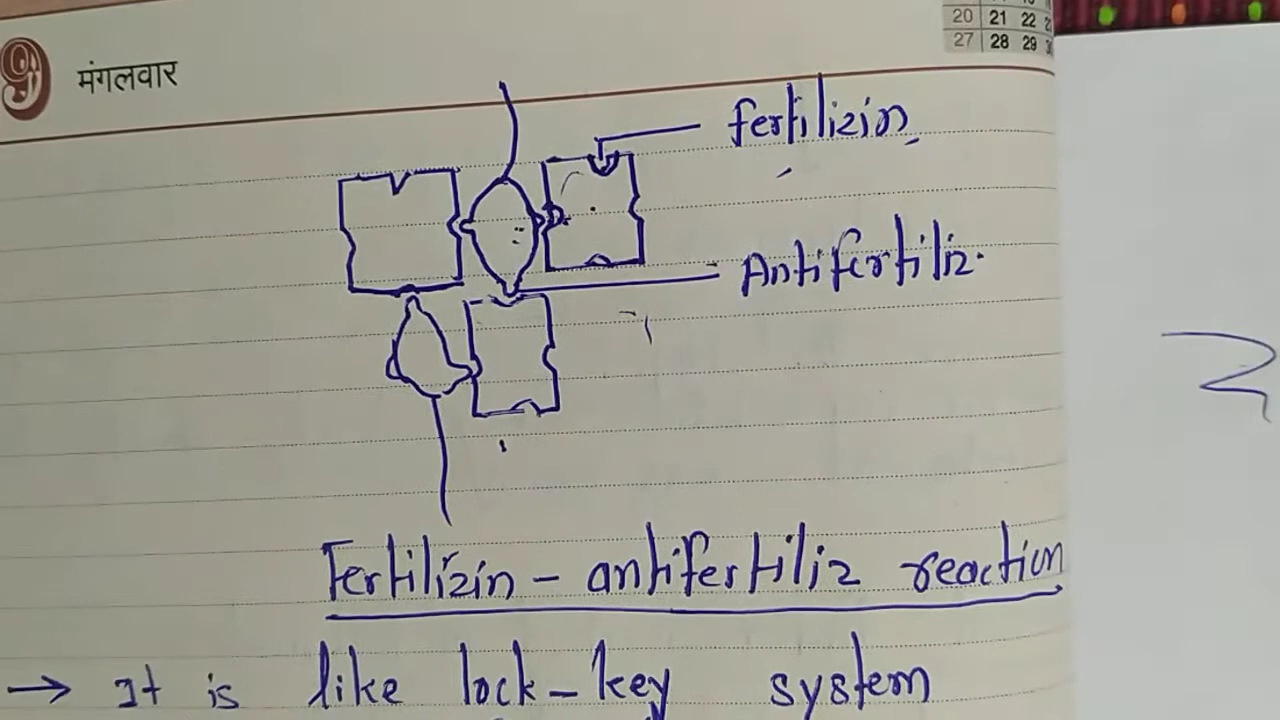 20 21 22
27 28 29
9
मंगलवार
fertilizin
Antifertiliz.
Fertilizin - antifertiliz reaction
→ It is like lock-key system